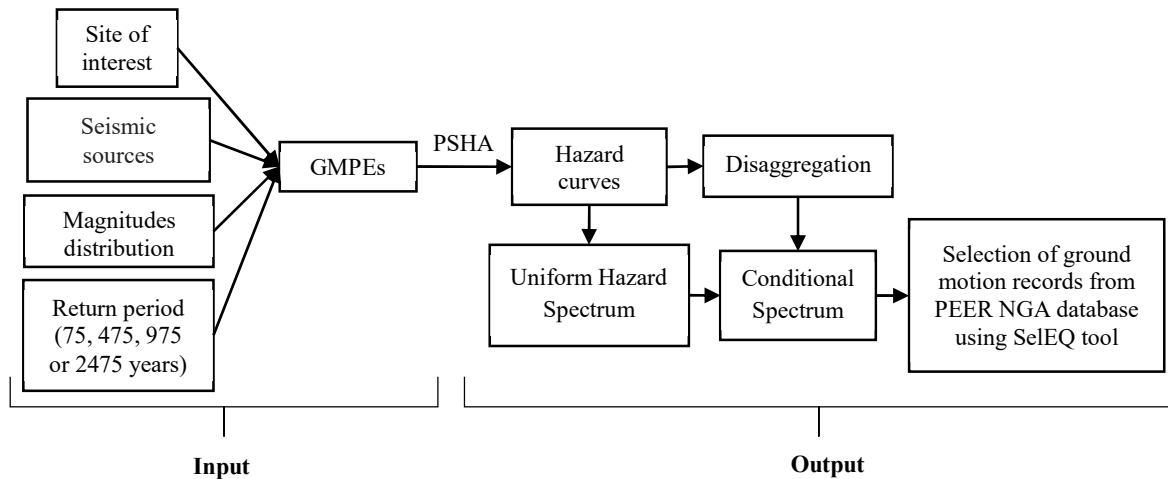 Site of
interest
Seismic
sources
Magnitudes
distribution
Return period
(75, 475, 975
or 2475 years)
GMPEs
PSHA
Hazard
curves
Disaggregation
Uniform Hazard
Spectrum
Conditional
Spectrum
Selection of ground
motion records from
PEER NGA database
using SelEQ tool
Input
Output